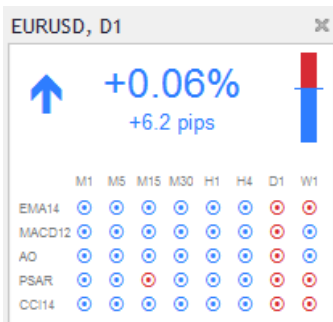 EURUSD, D1
+0.06%
+6.2 pips
M1 M5 M15 M30 H1 H4 D1 W1
EMA14
MACD12
AO
PSAR
CCI14